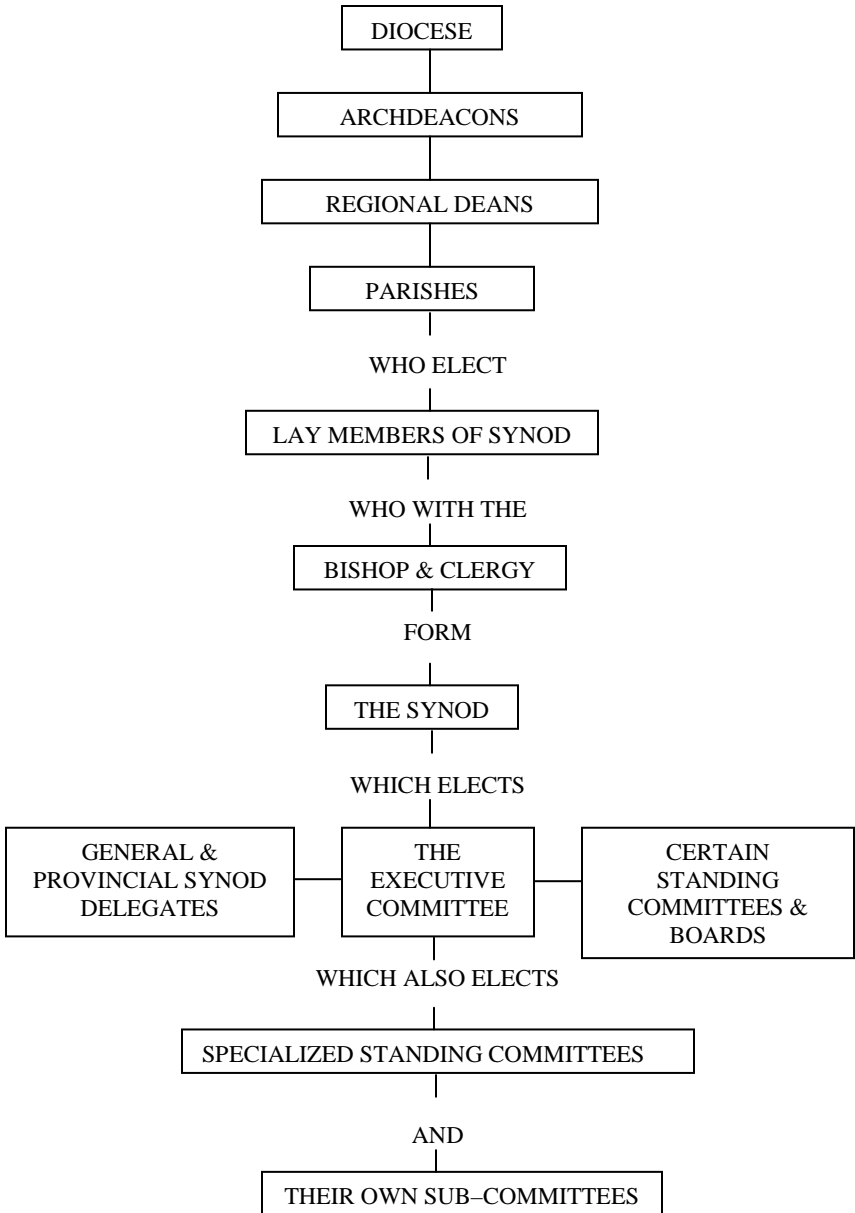 DIOCESE
ARCHDEACONS
REGIONAL DEANS
PARISHES
WHO ELECT
LAY MEMBERS OF SYNOD
WHO WITH THE
BISHOP & CLERGY
FORM
THE SYNOD
WHICH ELECTS
GENERAL &
PROVINCIAL SYNOD
DELEGATES
THE
EXECUTIVE
COMMITTEE
CERTAIN
STANDING
COMMITTEES &
BOARDS
WHICH ALSO ELECTS
SPECIALIZED STANDING COMMITTEES
AND
THEIR OWN SUB–COMMITTEES